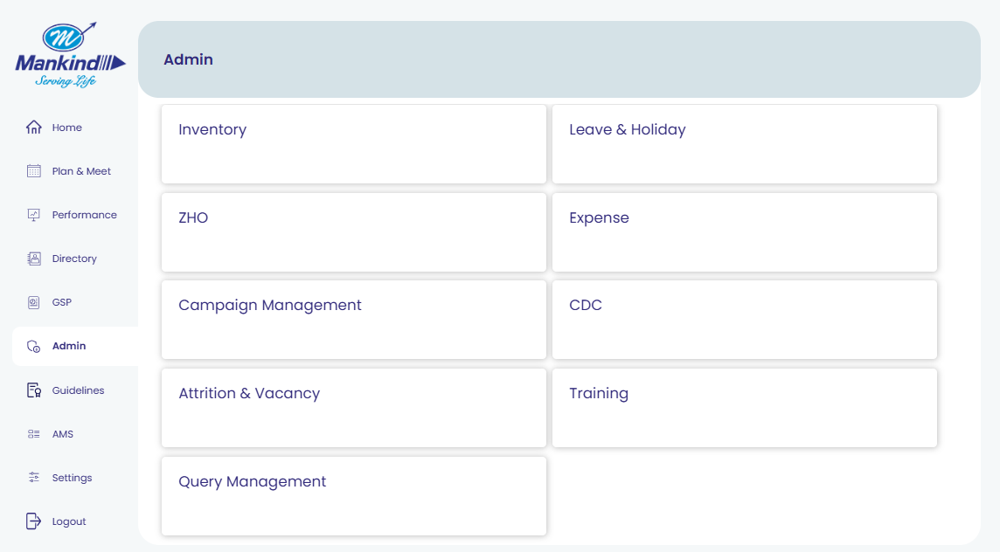 Mankind
Serving Life
Home
Plan & Meet
Performance
Directory
GSP
Admin
Guidelines
AMS
Settings
Logout
Admin
Inventory
Leave & Holiday
ZHO
Expense
Campaign Management
CDC
Attrition & Vacancy
Training
Query Management